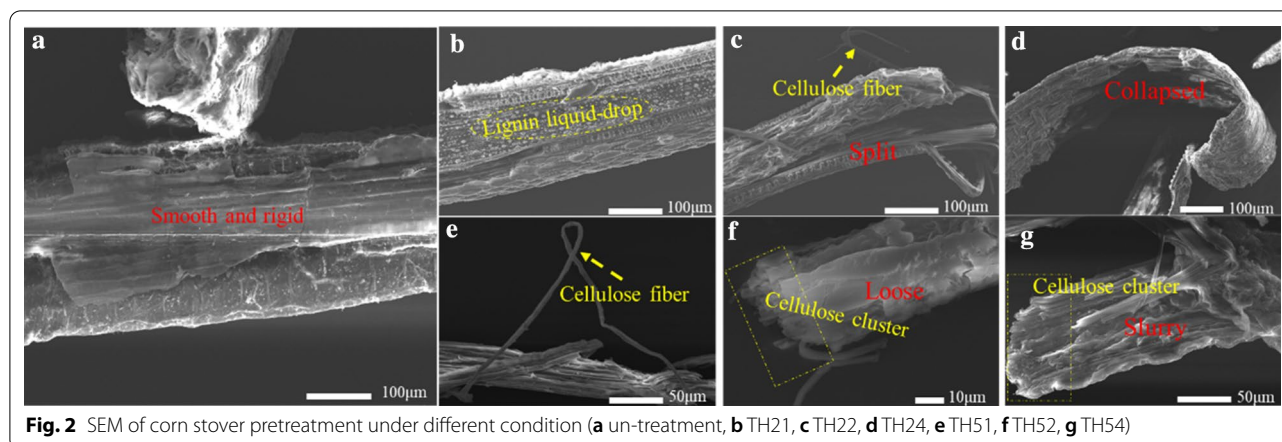 a
Smooth and rigid
100μm
b
Lignin liquid-drop
100μm
c
Cellulose fiber
Split
100μm
d
Collapsed
100μm
e
Cellulose fiber
50μm
f
Loose
Cellulose cluster
10μm
g
Cellulose cluster
Slurry
50μm
Fig. 2 SEM of corn stover pretreatment under different condition (a un-treatment, b TH21, c TH22, d TH24, e TH51, f TH52, g TH54)